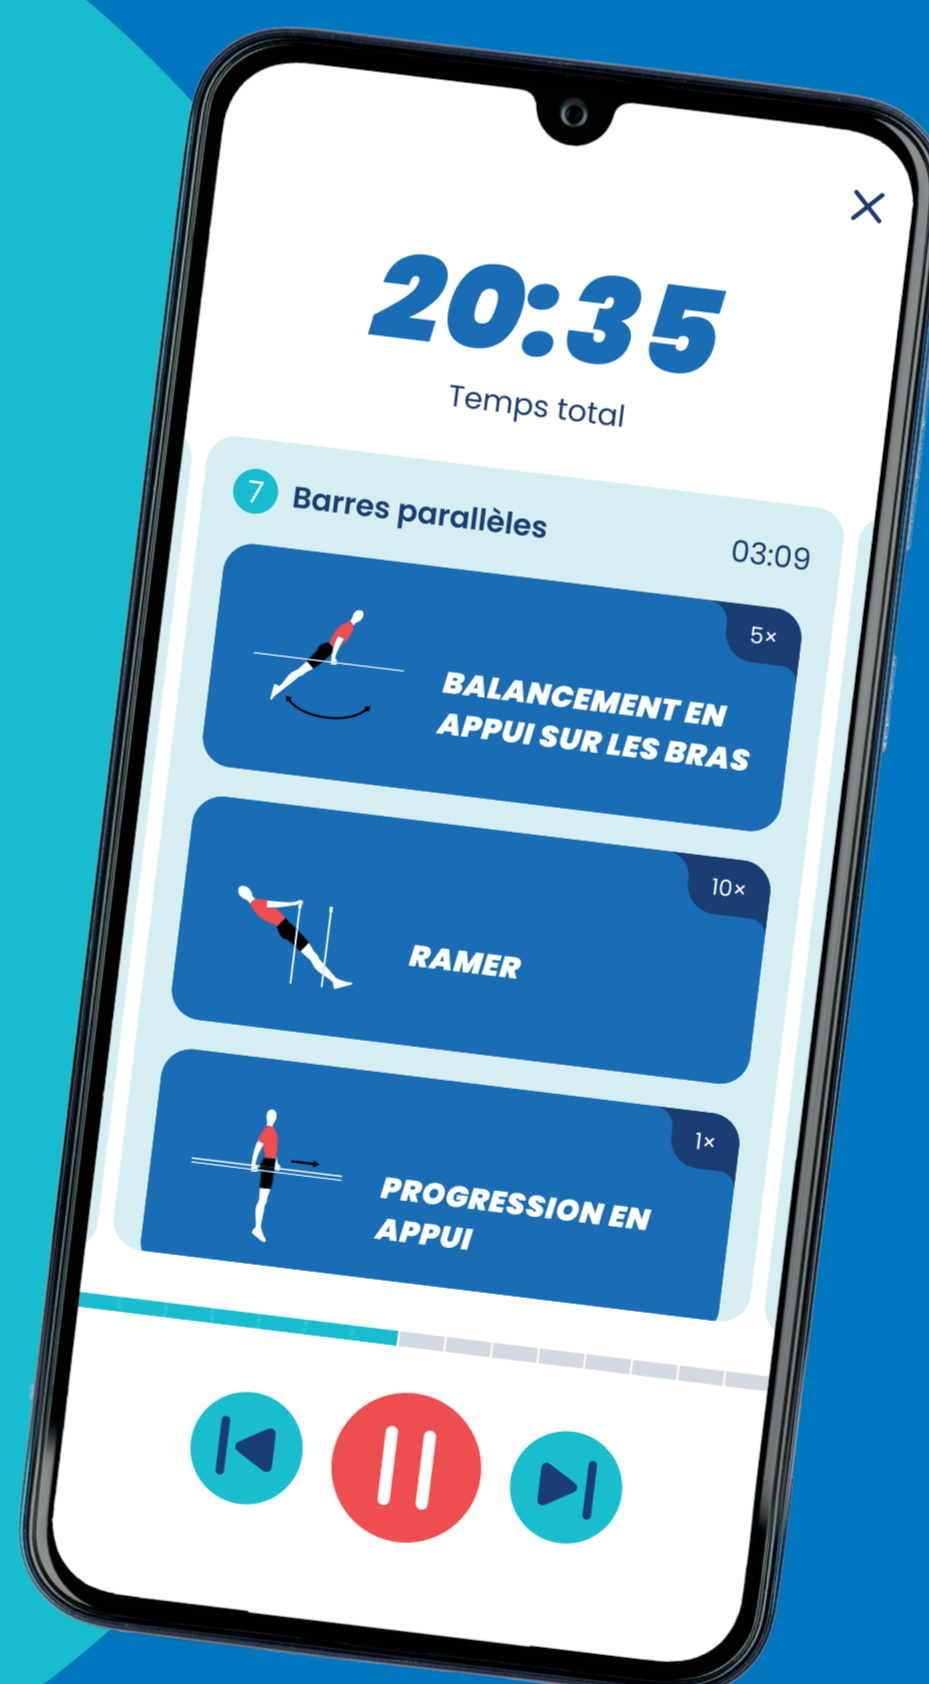 20:35
Temps total
7 Barres parallèles 03:09
5×
BALANCEMENT EN
APPUI SUR LES BRAS
10×
RAMER
1×
PROGRESSION EN
APPUI